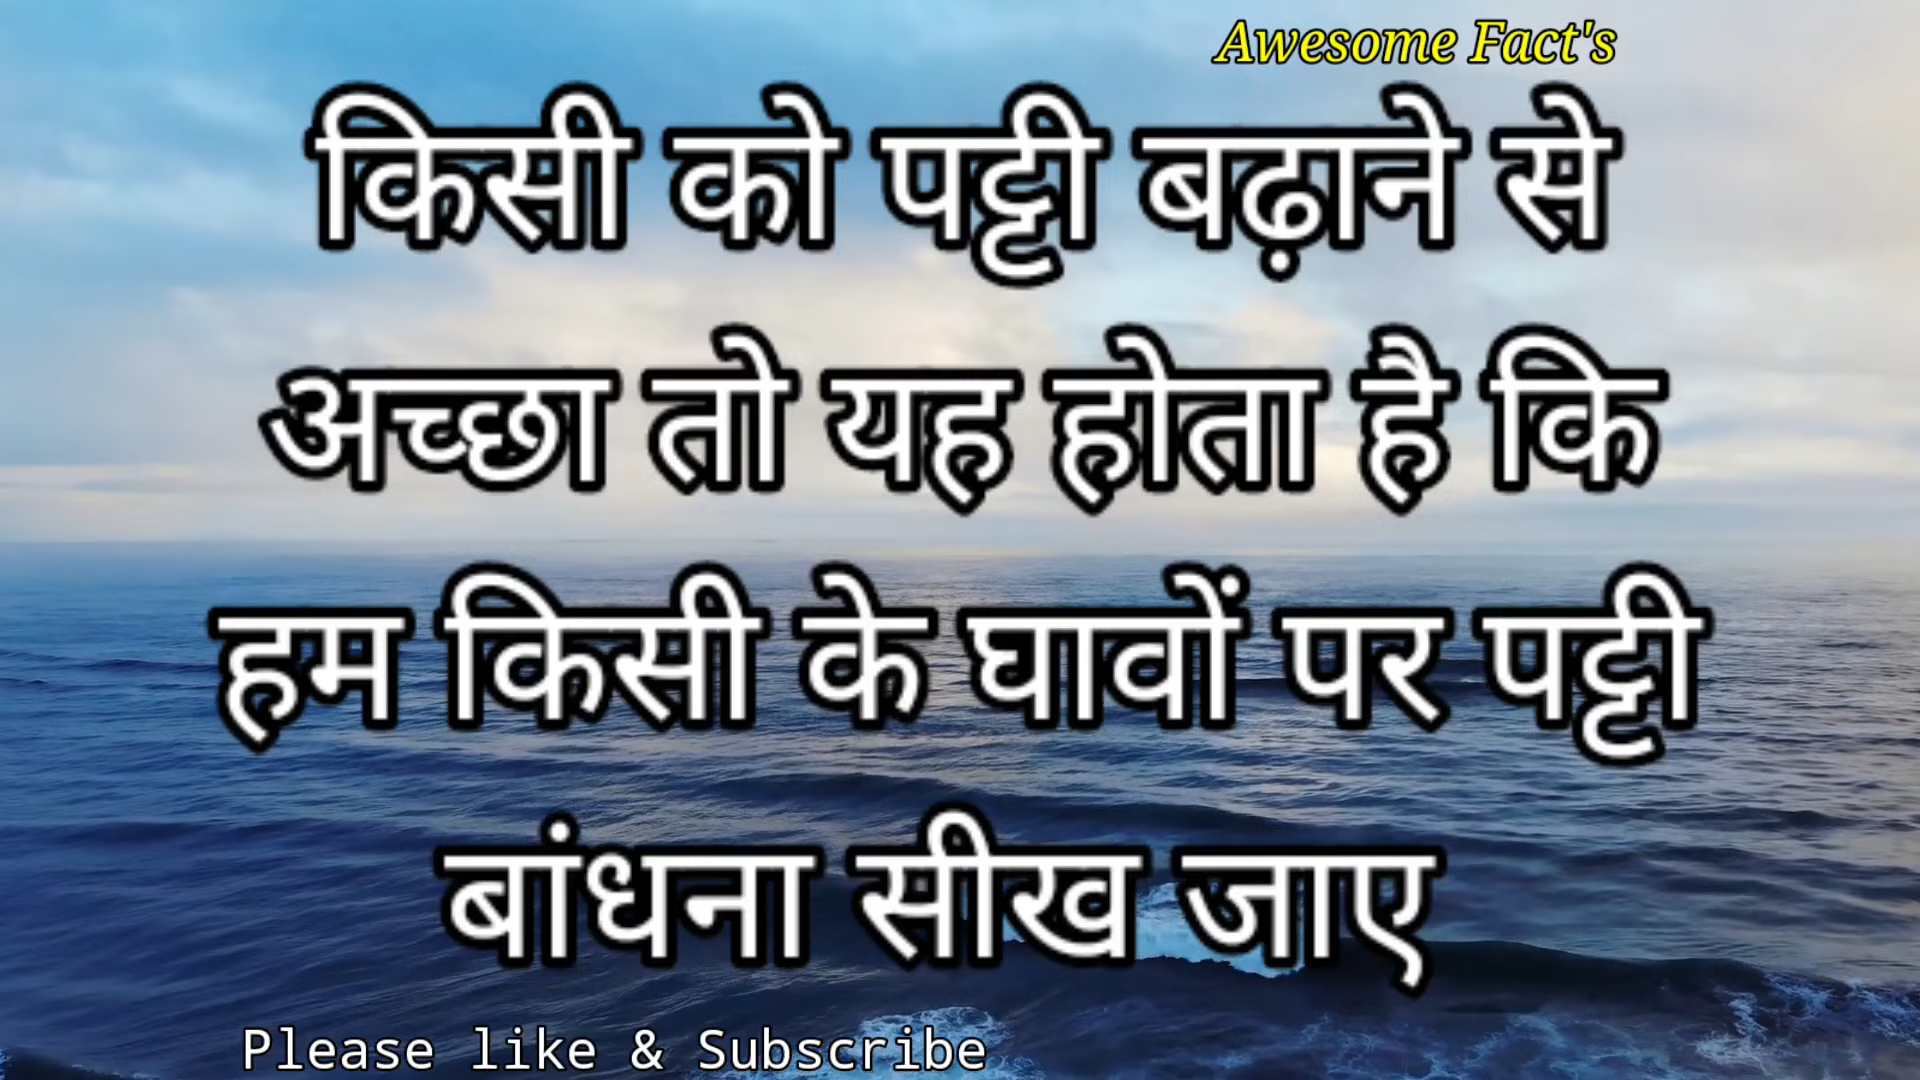 Awesome Fact's
किसी को पट्टी बढ़ाने से
अच्छा तो यह होता है कि
हम किसी के घावों पर पट्टी
बांधना सीख जाए
Please like & Subscribe